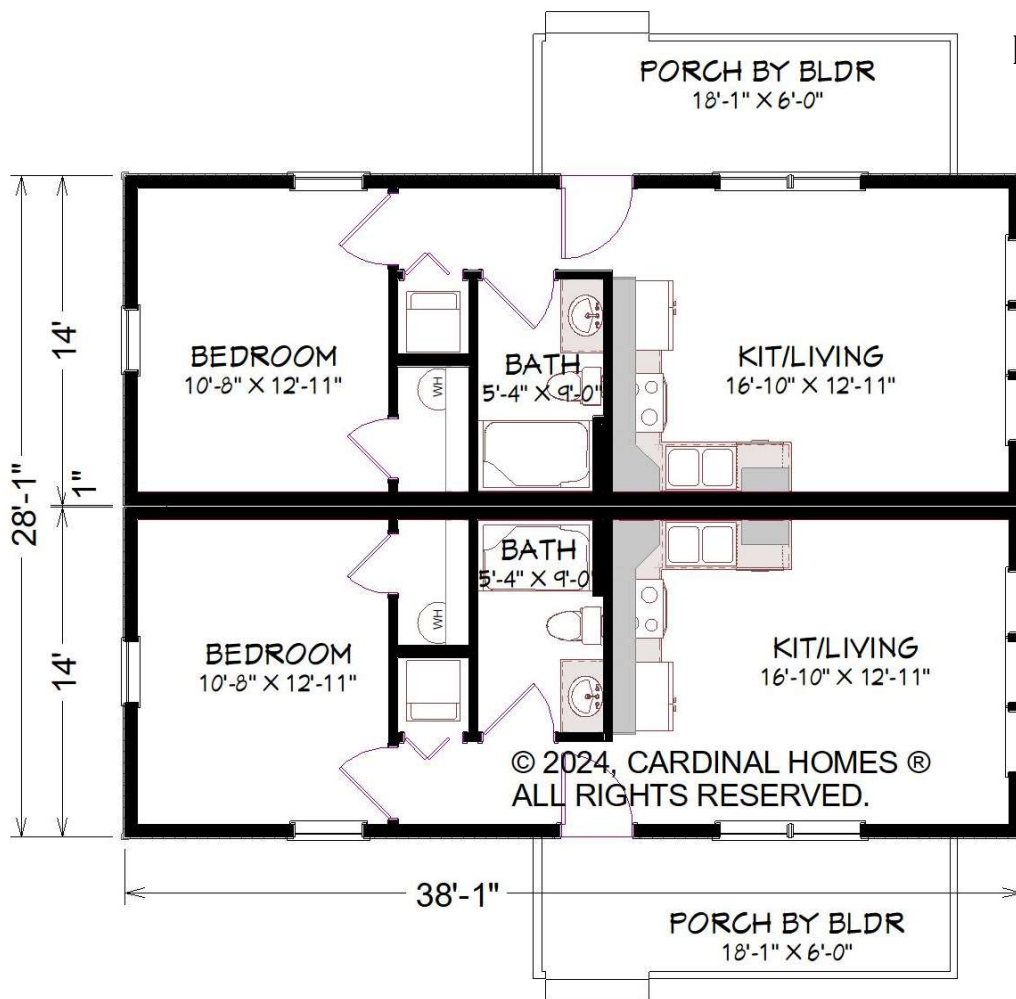 PORCH BY BLDR
18'-1" X 6'-0"
14'
BEDROOM
10'-8" X 12'-11"
WH
BATH
5'-4" X 9'-0"
KIT/LIVING
16'-10" X 12'-11"
28'-1"
1"
14'
BEDROOM
10'-8" X 12'-11"
WH
BATH
5'-4" X 9'-0"
KIT/LIVING
16'-10" X 12'-11"
© 2024, CARDINAL HOMES ®
ALL RIGHTS RESERVED.
38'-1"
PORCH BY BLDR
18'-1" X 6'-0"